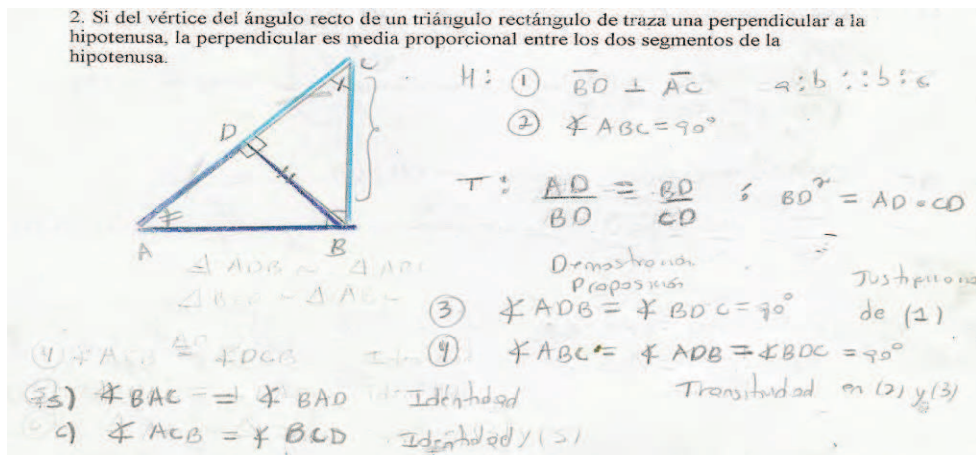 2. Si del vértice del ángulo recto de un triángulo rectángulo de traza una perpendicular a la
hipotenusa, la perpendicular es media proporcional entre los dos segmentos de la
hipotenusa.
C
D
A
B
H: ① BD ⊥ AC a:b::b:c
② ∡ ABC = 90°
T: AD/BD = BD/CD ; BD² = AD·CD
Δ ADB ~ Δ ABC
Demostración
Proposición
③ ∡ ADB = ∡ BDC = 90° de (1)
④ ∡ ABC = ∡ ADB = ∡BDC = 90°
Transitividad en (2) y (3)
5) ∡ BAC = ∡ BAD Identidad
∡ ACB = ∡ BCD Identidad y (5)